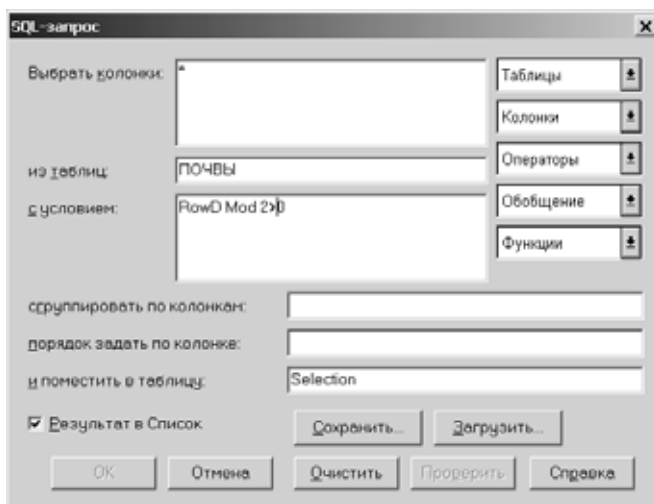 SQL-запрос
Выбрать колонки: *
Таблицы
Колонки
из таблиц: ПОЧВЫ
Операторы
с условием: RowD Mod 2>0
Обобщение
Функции
сгруппировать по колонкам:
порядок задать по колонке:
и поместить в таблицу: Selection
Результат в Список
Сохранить... Загрузить...
OK Отмена Очистить Проверить Справка